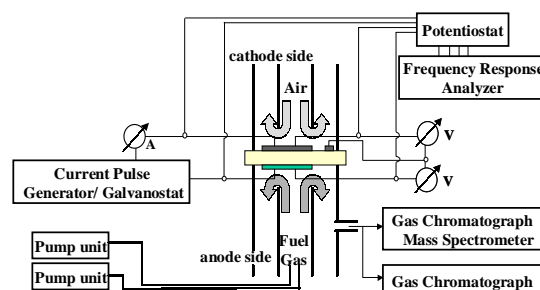 Potentiostat
cathode side
Frequency Response
Analyzer
Air
A
V
Current Pulse
Generator/ Galvanostat
V
Gas Chromatograph
Mass Spectrometer
Pump unit
anode side
Fuel
Gas
Pump unit
Gas Chromatograph